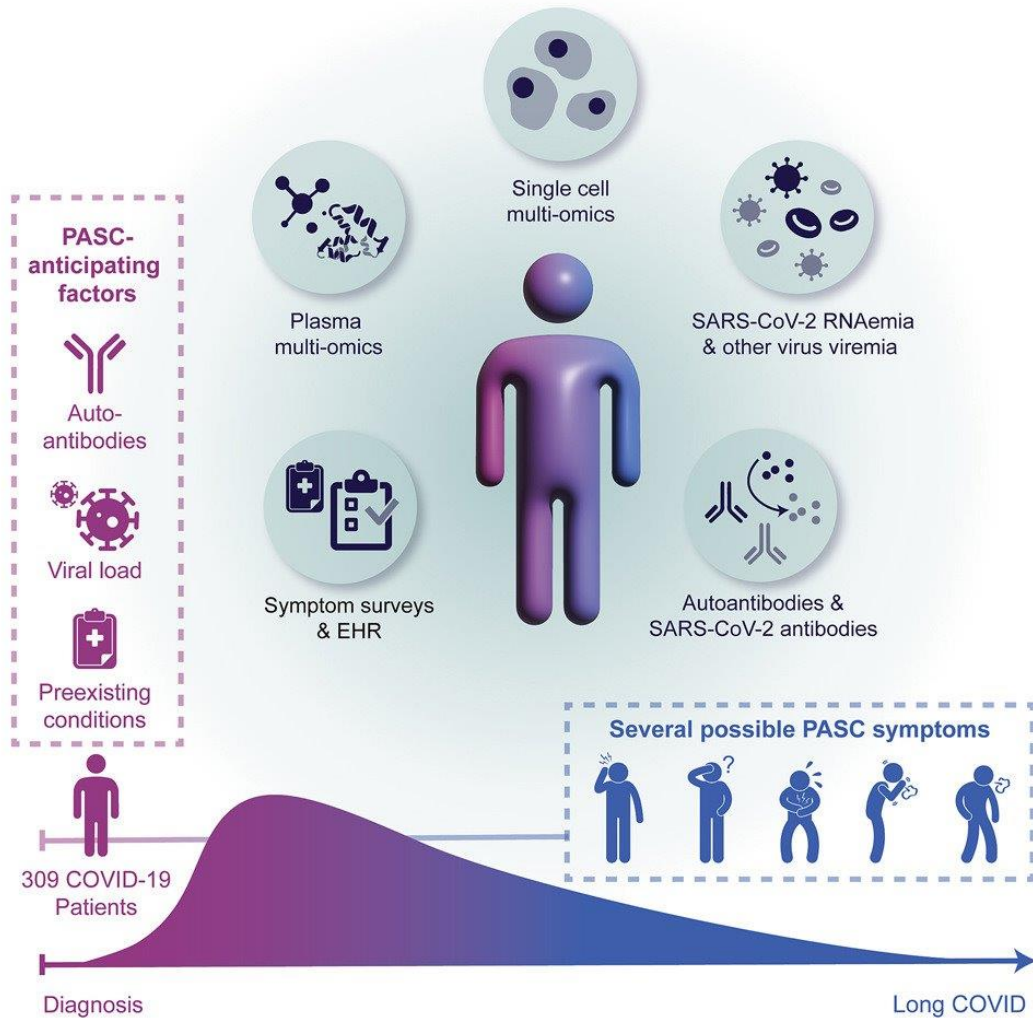 Single cell
multi-omics
Plasma
multi-omics
SARS-CoV-2 RNAemia
& other virus viremia
PASC-
anticipating
factors
Auto-
antibodies
Viral load
Preexisting
conditions
Symptom surveys
& EHR
Autoantibodies &
SARS-CoV-2 antibodies
Several possible PASC symptoms
?
309 COVID-19
Patients
Diagnosis
Long COVID